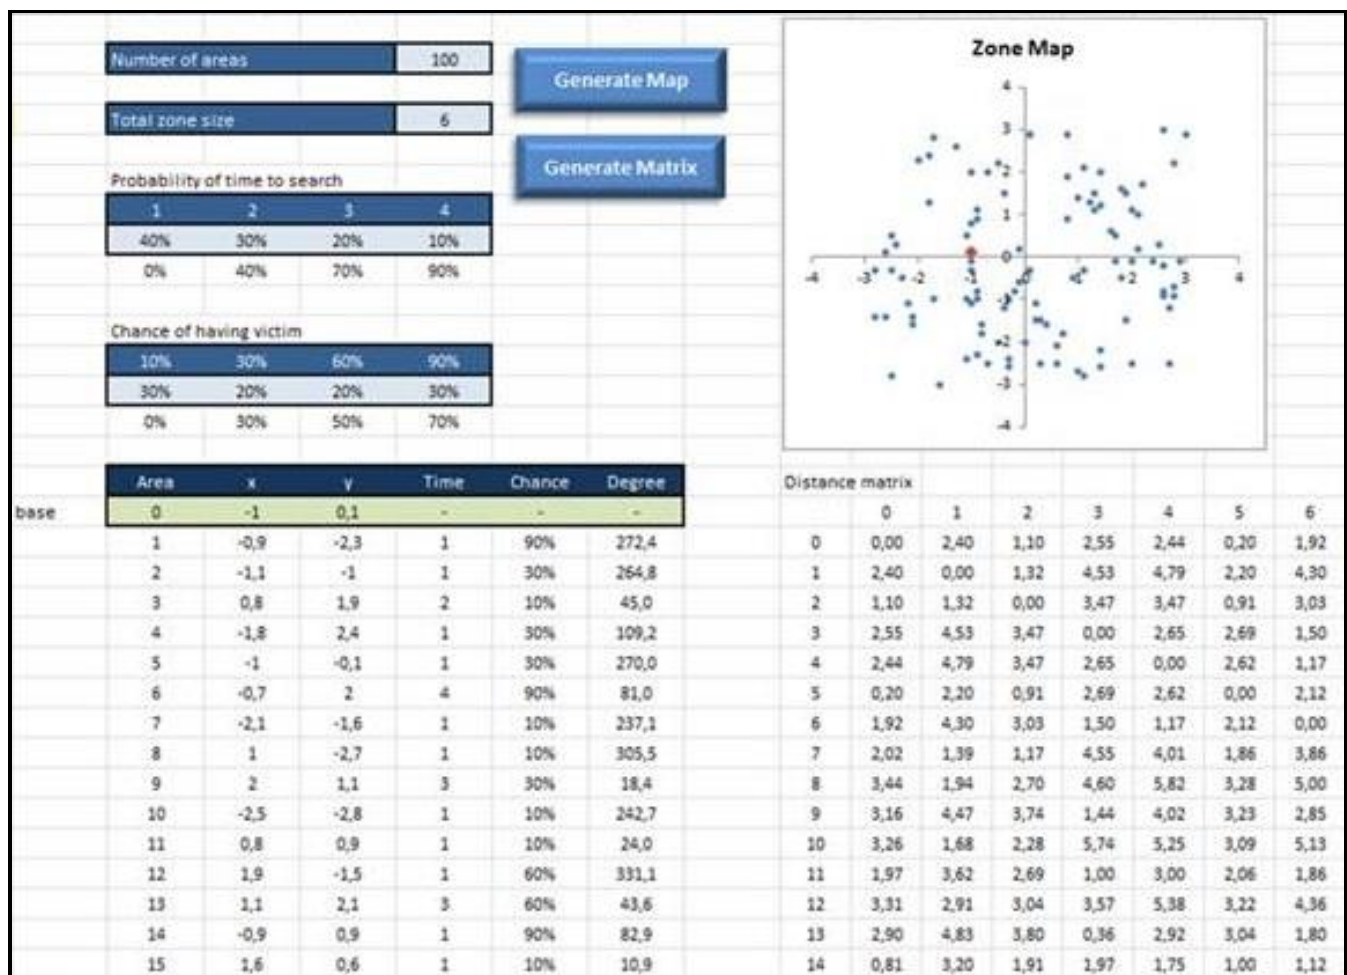 Number of areas 100
Generate Map
Total zone size 6
Generate Matrix
Probability of time to search
1 2 3 4
40% 30% 20% 10%
0% 40% 70% 90%
Chance of having victim
10% 30% 60% 90%
30% 20% 20% 30%
0% 30% 50% 70%
Zone Map
4
3
2
1
0
-4 -3 -2 -1 0 2 3 4
-1
-2
-3
-4
Area x y Time Chance Degree
base 0 -1 0,1 - - -
1 -0,9 -2,3 1 90% 272,4
2 -1,1 -1 1 30% 264,8
3 0,8 1,9 2 10% 45,0
4 -1,8 2,4 1 30% 109,2
5 -1 -0,1 1 30% 270,0
6 -0,7 2 4 90% 81,0
7 -2,1 -1,6 1 10% 237,1
8 1 -2,7 1 10% 305,5
9 2 1,1 3 30% 18,4
10 -2,5 -2,8 1 10% 242,7
11 0,8 0,9 1 10% 24,0
12 1,9 -1,5 1 60% 331,1
13 1,1 2,1 3 60% 43,6
14 -0,9 0,9 1 90% 82,9
15 1,6 0,6 1 10% 10,9
Distance matrix
0 1 2 3 4 5 6
0 0,00 2,40 1,10 2,55 2,44 0,20 1,92
1 2,40 0,00 1,32 4,53 4,79 2,20 4,30
2 1,10 1,32 0,00 3,47 3,47 0,91 3,03
3 2,55 4,53 3,47 0,00 2,65 2,69 1,50
4 2,44 4,79 3,47 2,65 0,00 2,62 1,17
5 0,20 2,20 0,91 2,69 2,62 0,00 2,12
6 1,92 4,30 3,03 1,50 1,17 2,12 0,00
7 2,02 1,39 1,17 4,55 4,01 1,86 3,86
8 3,44 1,94 2,70 4,60 5,82 3,28 5,00
9 3,16 4,47 3,74 1,44 4,02 3,23 2,85
10 3,26 1,68 2,28 5,74 5,25 3,09 5,13
11 1,97 3,62 2,69 1,00 3,00 2,06 1,86
12 3,31 2,91 3,04 3,57 5,38 3,22 4,36
13 2,90 4,83 3,80 0,36 2,92 3,04 1,80
14 0,81 3,20 1,91 1,97 1,75 1,00 1,12